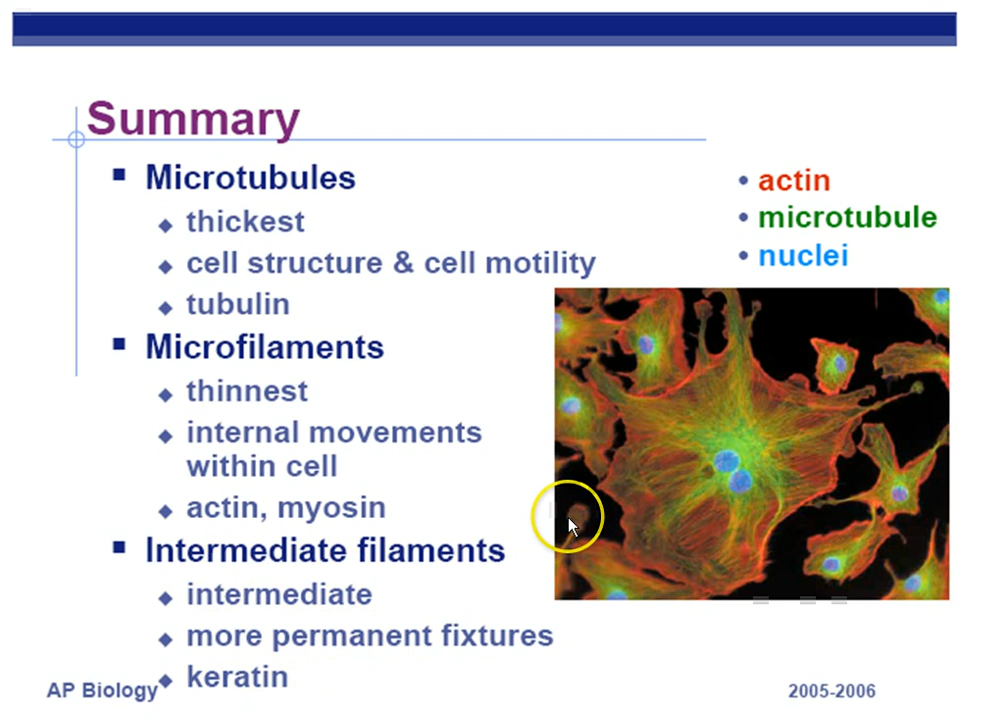 Summary
Microtubules
thickest
cell structure & cell motility
tubulin
Microfilaments
thinnest
internal movements
within cell
actin, myosin
Intermediate filaments
intermediate
more permanent fixtures
keratin
• actin
• microtubule
• nuclei
AP Biology
2005-2006